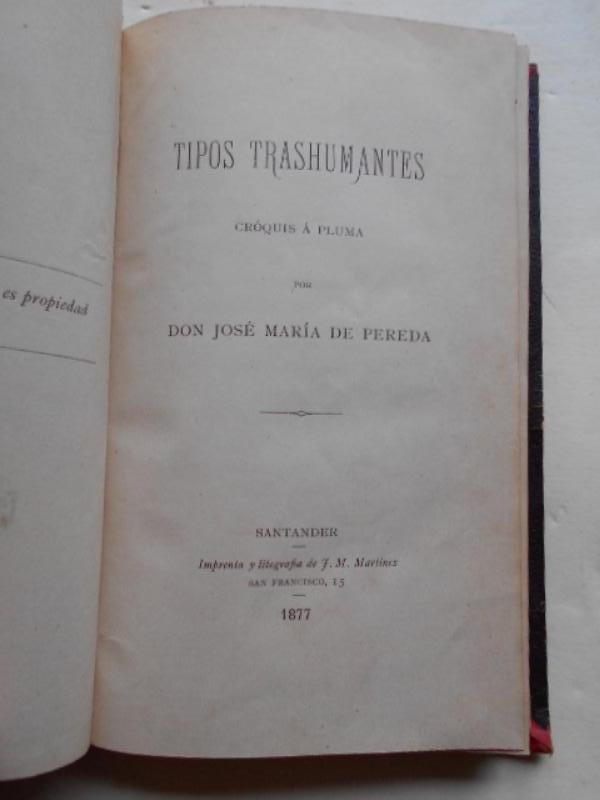 es propiedad
TIPOS TRASHUMANTES
CRÓQUIS Á PLUMA
POR
DON JOSÉ MARÍA DE PEREDA
SANTANDER
Imprenta y litografía de J. M. Martinez
SAN FRANCISCO, 15
1877